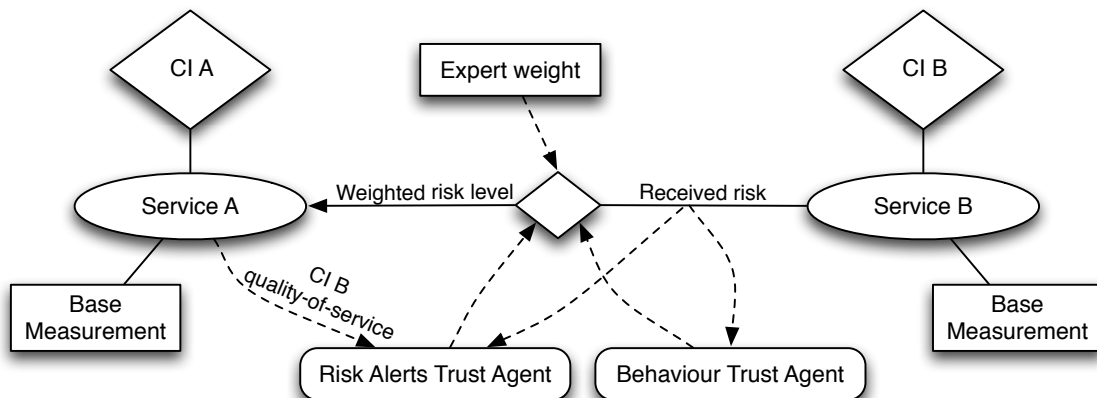 CI A
Expert weight
CI B
Service A
Weighted risk level
Received risk
Service B
Base
Measurement
CI B
quality-of-service
Base
Measurement
Risk Alerts Trust Agent
Behaviour Trust Agent